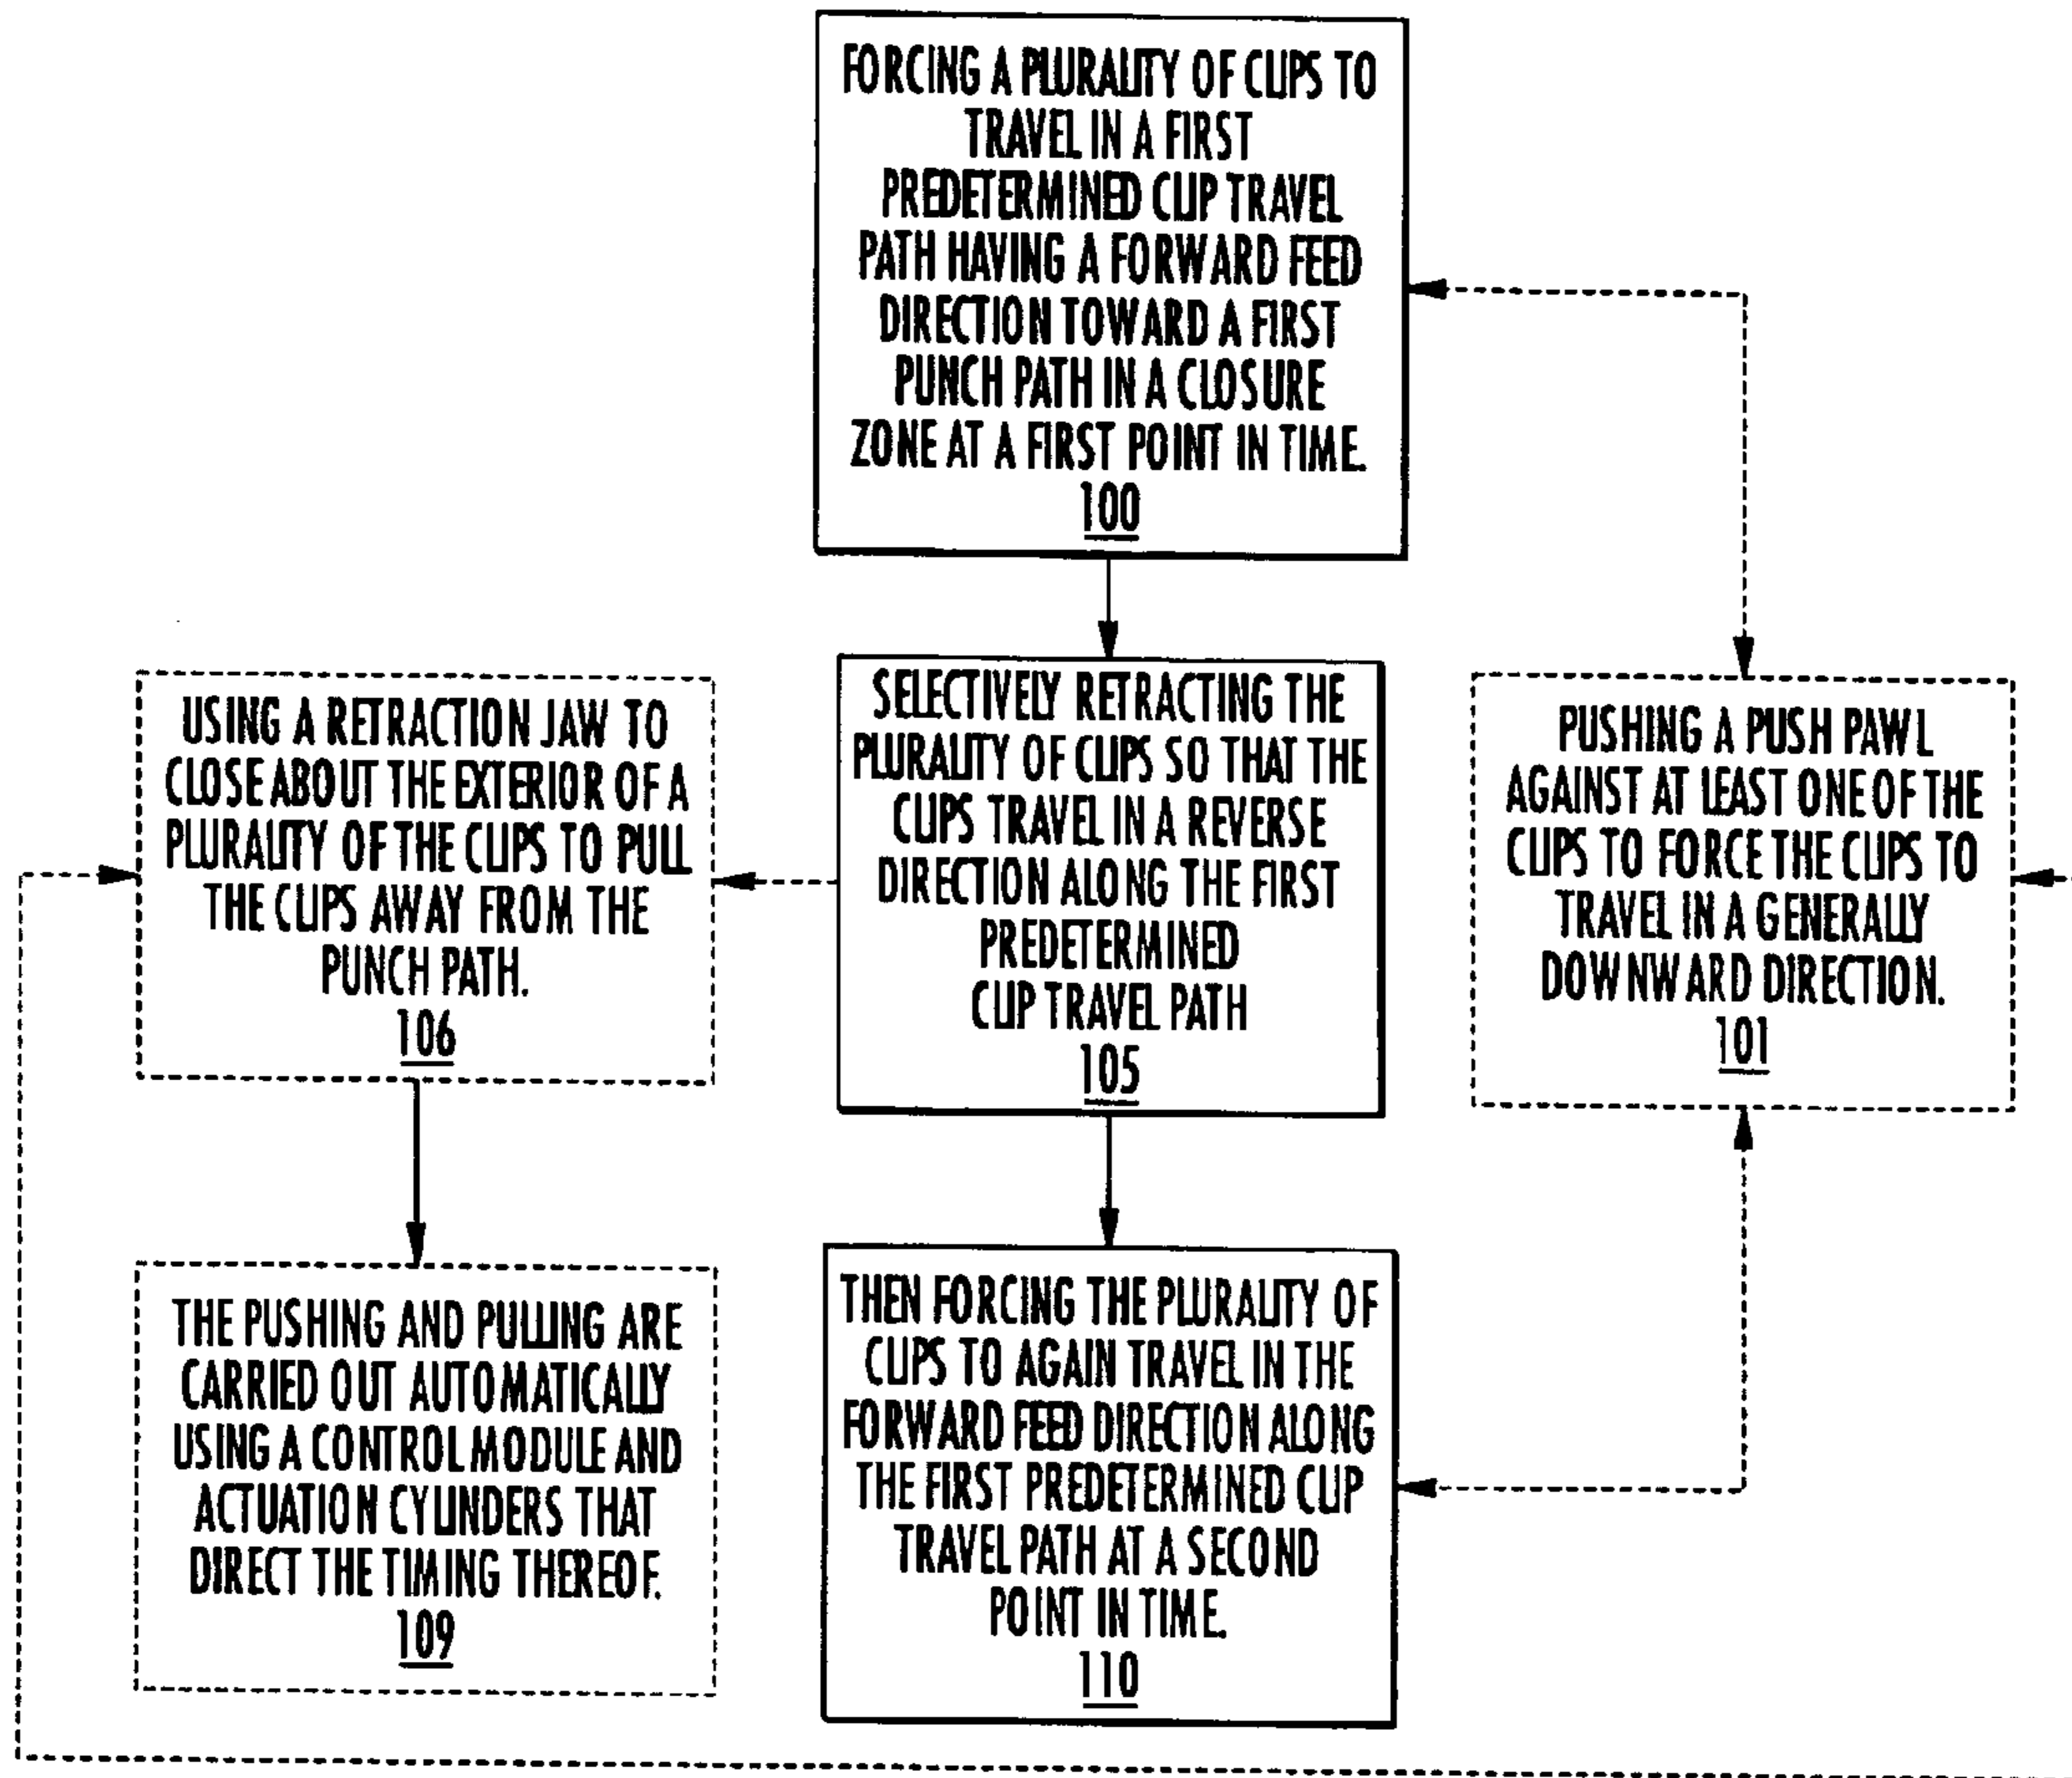 FORCING A PLURALITY OF CLIPS TO
TRAVEL IN A FIRST
PREDETERMINED CLIP TRAVEL
PATH HAVING A FORWARD FEED
DIRECTION TOWARD A FIRST
PUNCH PATH IN A CLOSURE
ZONE AT A FIRST POINT IN TIME.
100
USING A RETRACTION JAW TO
CLOSE ABOUT THE EXTERIOR OF A
PLURALITY OF THE CLIPS TO PULL
THE CLIPS AWAY FROM THE
PUNCH PATH.
106
SELECTIVELY RETRACTING THE
PLURALITY OF CLIPS SO THAT THE
CLIPS TRAVEL IN A REVERSE
DIRECTION ALONG THE FIRST
PREDETERMINED
CLIP TRAVEL PATH
105
PUSHING A PUSH PAWL
AGAINST AT LEAST ONE OF THE
CLIPS TO FORCE THE CLIPS TO
TRAVEL IN A GENERALLY
DOWNWARD DIRECTION.
101
THE PUSHING AND PULLING ARE
CARRIED OUT AUTOMATICALLY
USING A CONTROL MODULE AND
ACTUATION CYLINDERS THAT
DIRECT THE TIMING THEREOF.
109
THEN FORCING THE PLURALITY OF
CLIPS TO AGAIN TRAVEL IN THE
FORWARD FEED DIRECTION ALONG
THE FIRST PREDETERMINED CLIP
TRAVEL PATH AT A SECOND
POINT IN TIME.
110